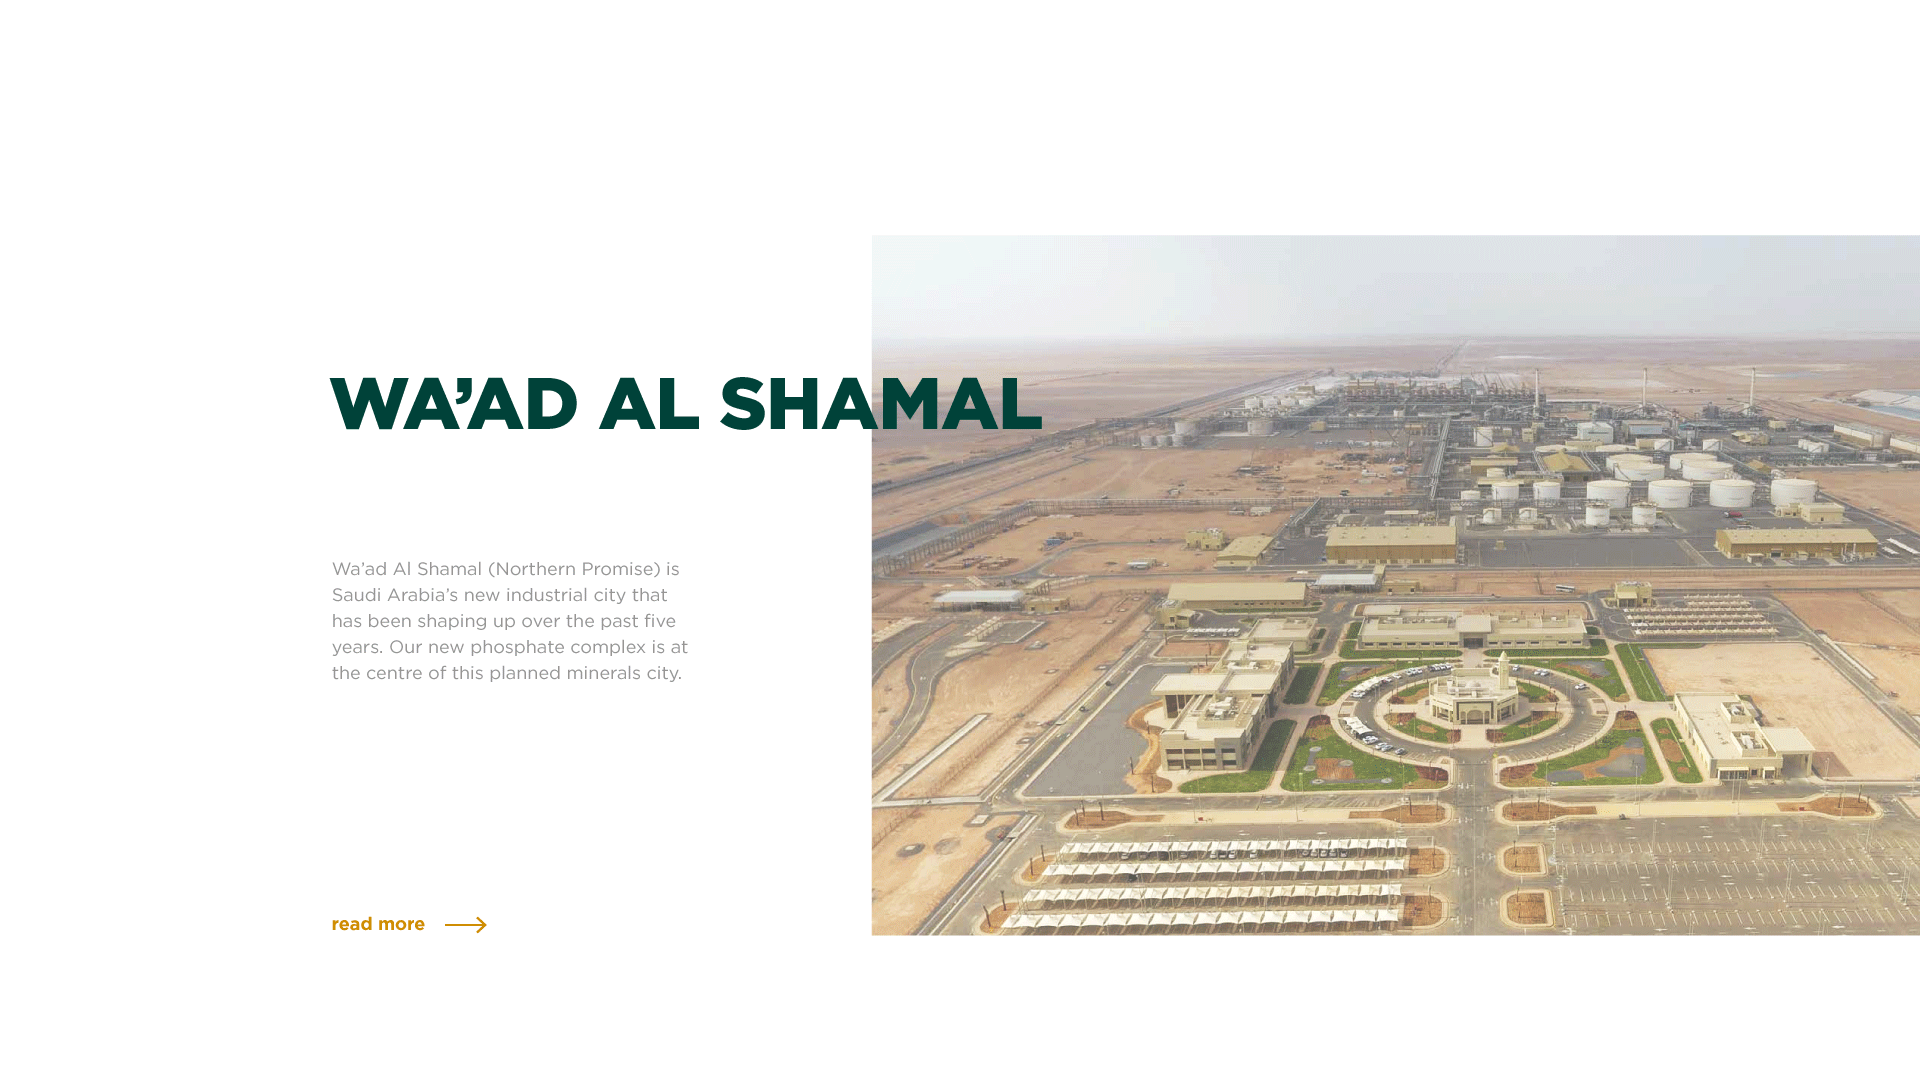 WA’AD AL SHAMAL
Wa’ad Al Shamal (Northern Promise) is
Saudi Arabia’s new industrial city that
has been shaping up over the past five
years. Our new phosphate complex is at
the centre of this planned minerals city.
read more